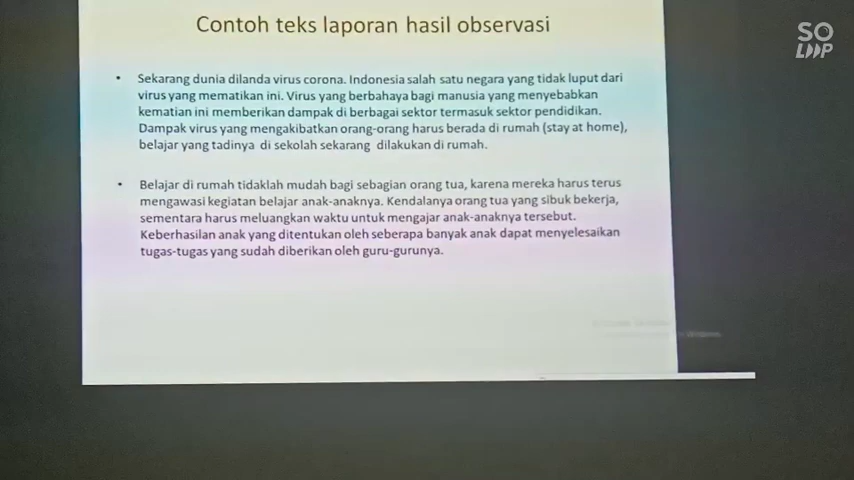 SO
LOOP
Contoh teks laporan hasil observasi
• Sekarang dunia dilanda virus corona. Indonesia salah satu negara yang tidak luput dari
virus yang mematikan ini. Virus yang berbahaya bagi manusia yang menyebabkan
kematian ini memberikan dampak di berbagai sektor termasuk sektor pendidikan.
Dampak virus yang mengakibatkan orang-orang harus berada di rumah (stay at home),
belajar yang tadinya di sekolah sekarang dilakukan di rumah.
• Belajar di rumah tidaklah mudah bagi sebagian orang tua, karena mereka harus terus
mengawasi kegiatan belajar anak-anaknya. Kendalanya orang tua yang sibuk bekerja,
sementara harus meluangkan waktu untuk mengajar anak-anaknya tersebut.
Keberhasilan anak yang ditentukan oleh seberapa banyak anak dapat menyelesaikan
tugas-tugas yang sudah diberikan oleh guru-gurunya.